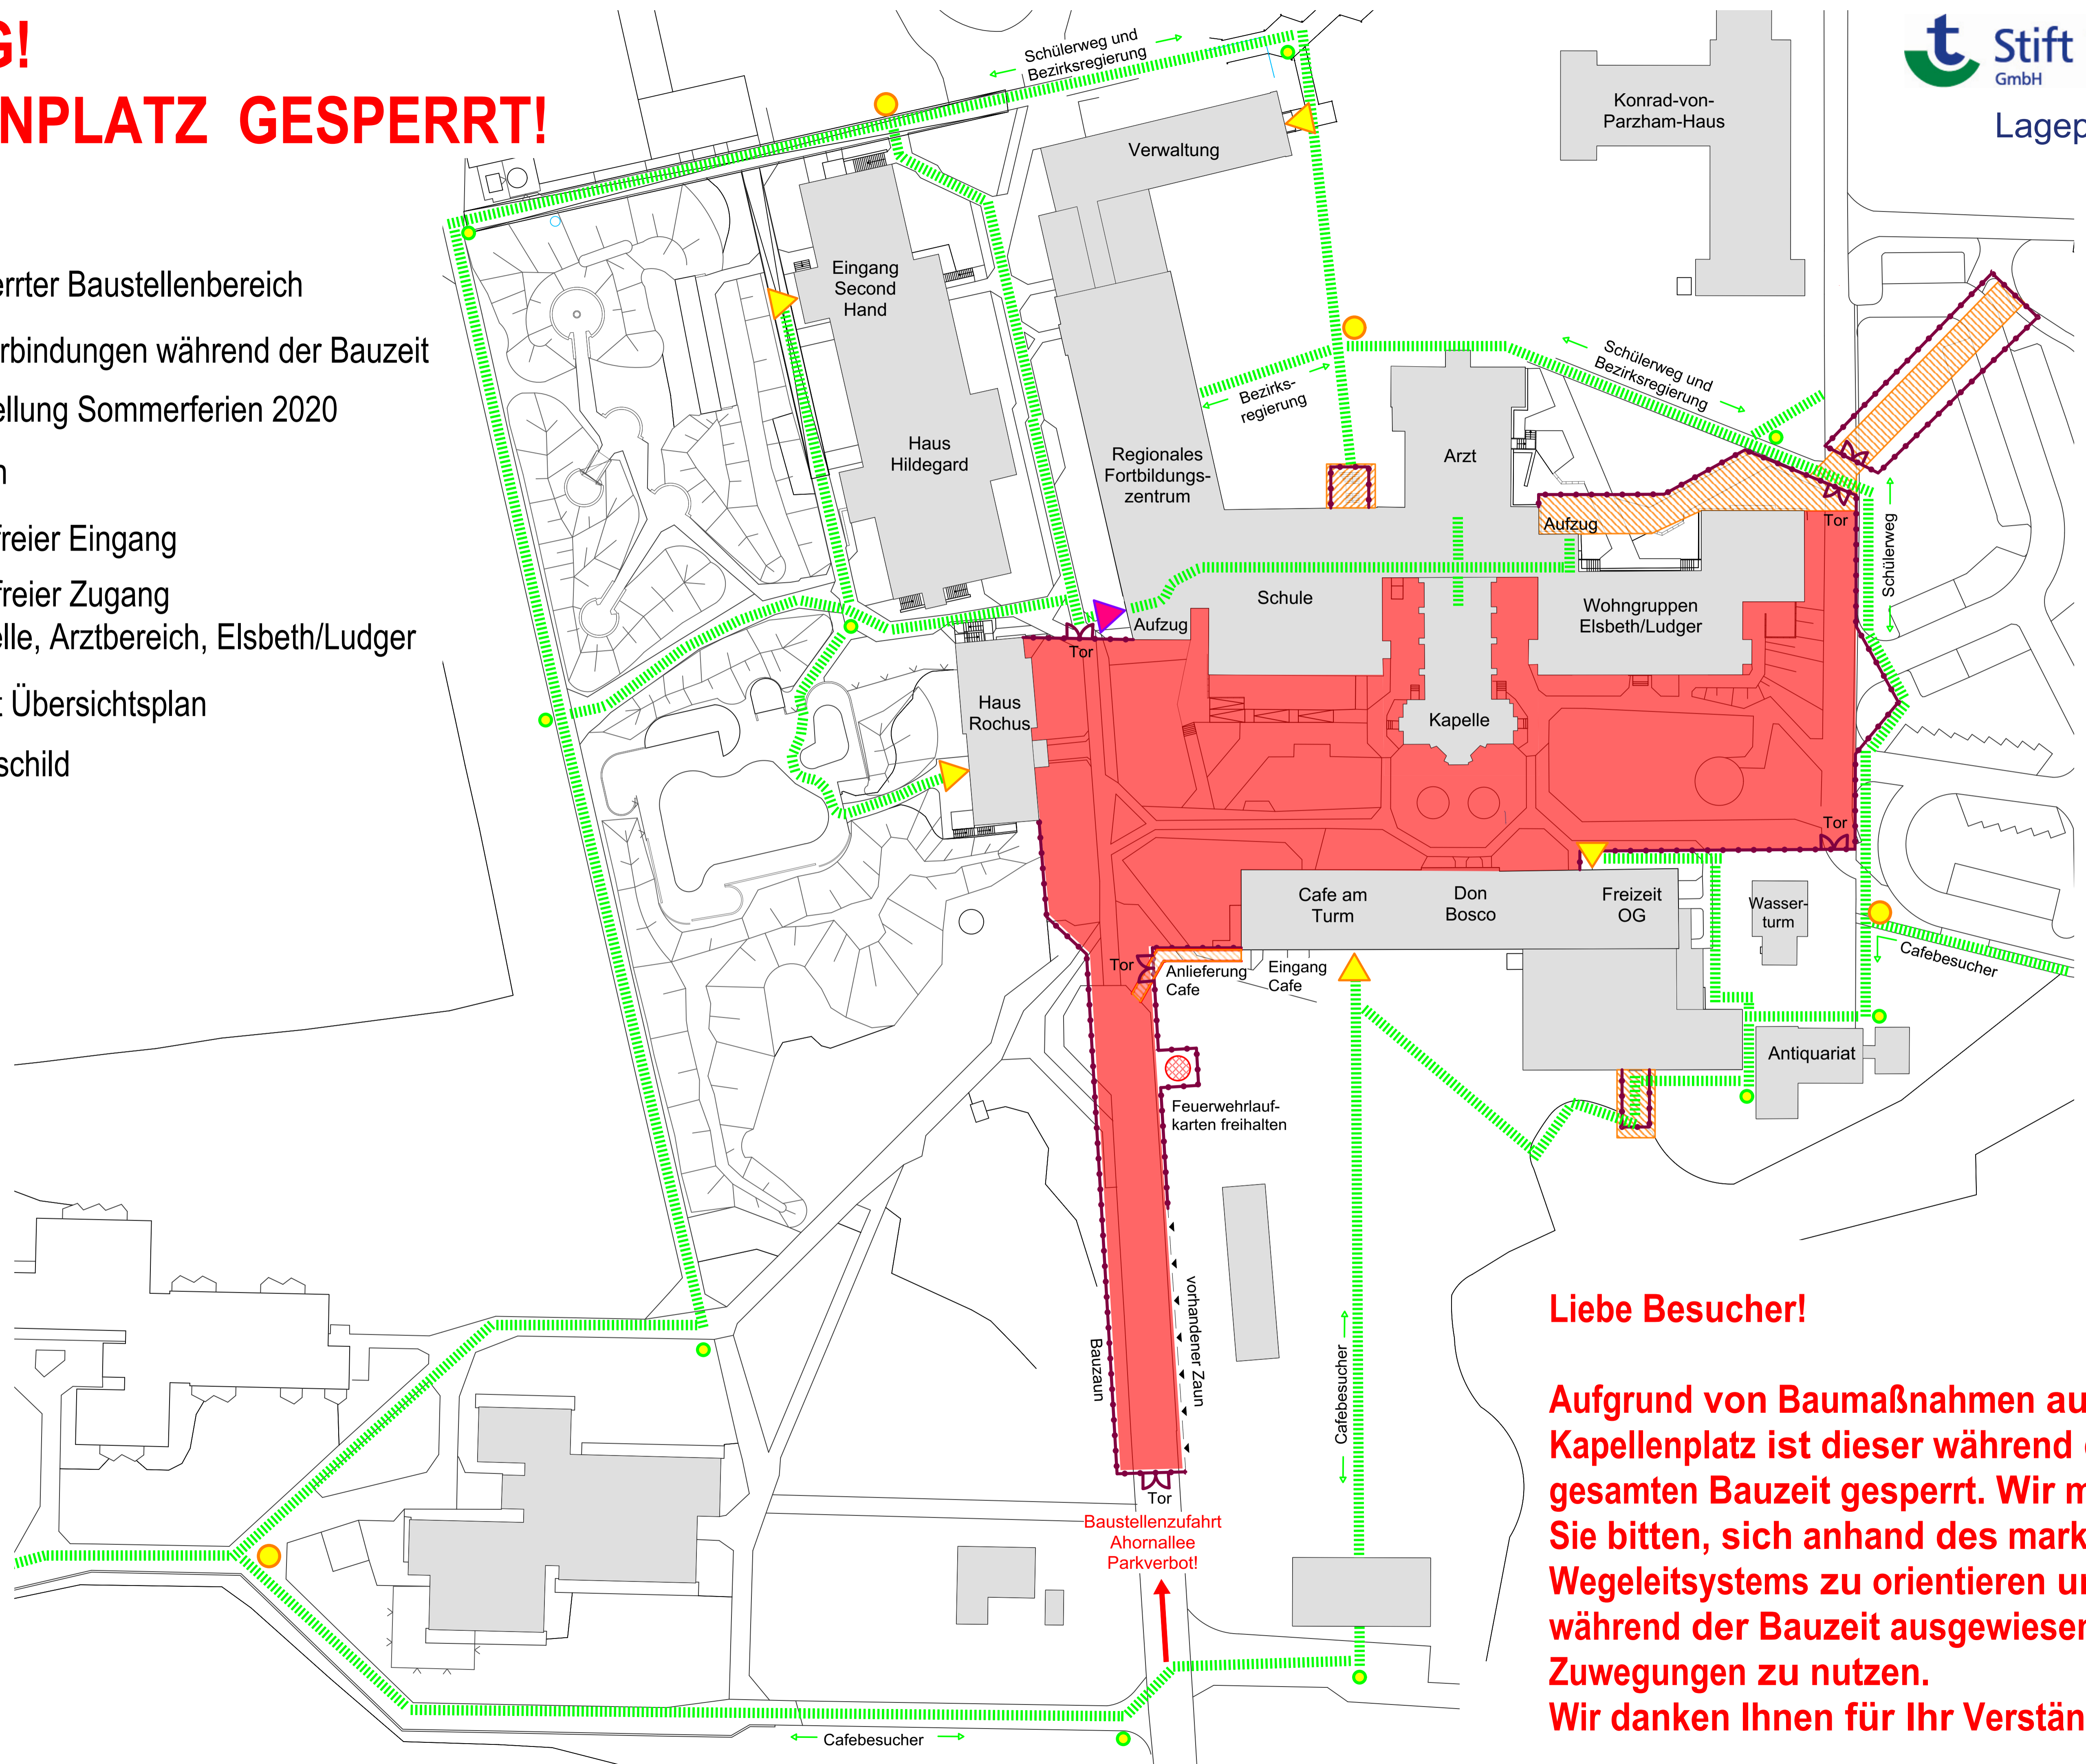 G!
NPLATZ GESPERRT!
Stift
GmbH
Lagep
errter Baustellenbereich
rbindungen während der Bauzeit
ellung Sommerferien 2020
n
freier Eingang
freier Zugang
elle, Arztbereich, Elsbeth/Ludger
t Übersichtsplan
schild
Schülerweg und
Bezirksregierung
Verwaltung
Konrad-von-
Parzham-Haus
Eingang
Second
Hand
Haus
Hildegard
Regionales
Fortbildungs-
zentrum
Bezirks-
regierung
Arzt
Schülerweg und
Bezirksregierung
Aufzug
Tor
Schülerweg
Schule
Wohngruppen
Elsbeth/Ludger
Aufzug
Tor
Haus
Rochus
Kapelle
Tor
Cafe am
Turm
Don
Bosco
Freizeit
OG
Wasser-
turm
Cafebesucher
Tor
Anlieferung
Cafe
Eingang
Cafe
Antiquariat
Feuerwehrlauf-
karten freihalten
vorhandener Zaun
Bauzaun
Cafebesucher
Tor
Baustellenzufahrt
Ahornallee
Parkverbot!
Cafebesucher
Liebe Besucher!
Aufgrund von Baumaßnahmen au
Kapellenplatz ist dieser während
gesamten Bauzeit gesperrt. Wir m
Sie bitten, sich anhand des mark
Wegeleitsystems zu orientieren u
während der Bauzeit ausgewiese
Zuwegungen zu nutzen.
Wir danken Ihnen für Ihr Verstän